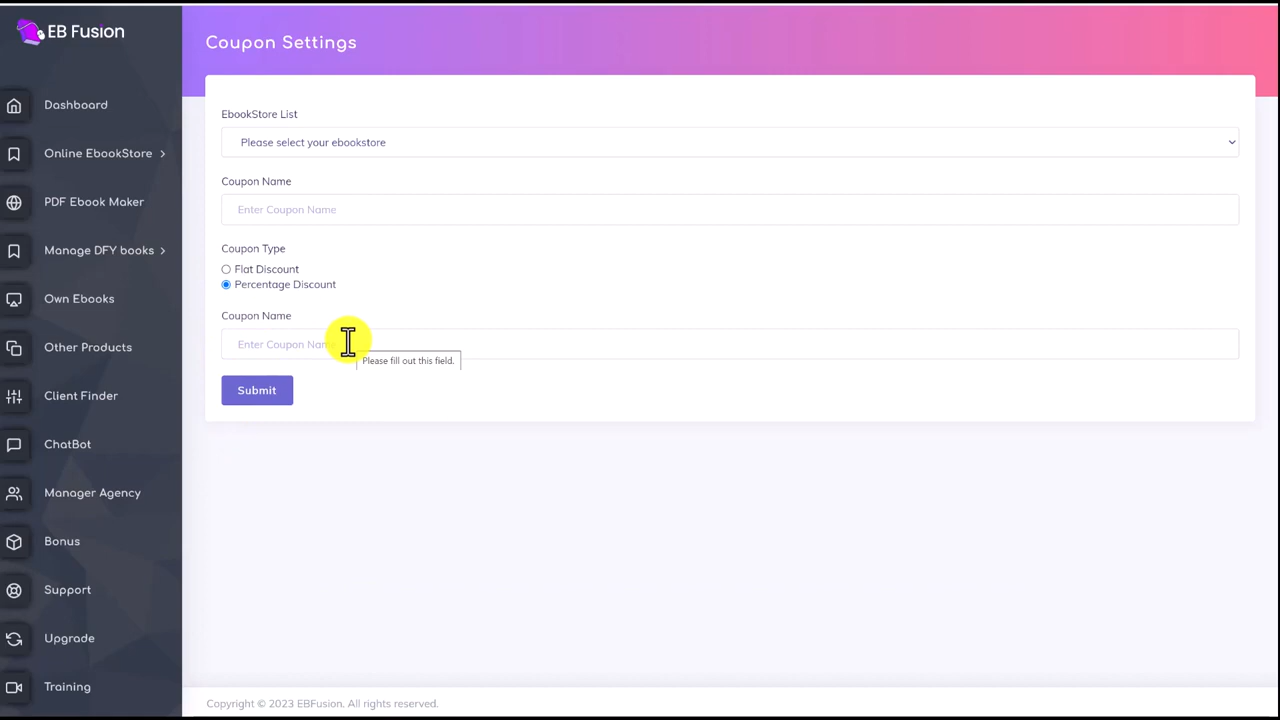 EB Fusion
Coupon Settings
Dashboard
Online EbookStore
PDF Ebook Maker
Manage DFY books
Own Ebooks
Other Products
Client Finder
ChatBot
Manager Agency
Bonus
Support
Upgrade
Training
EbookStore List
Please select your ebookstore
Coupon Name
Enter Coupon Name
Coupon Type
Flat Discount
Percentage Discount
Coupon Name
Enter Coupon Name
Please fill out this field.
Submit
Copyright © 2023 EBFusion. All rights reserved.